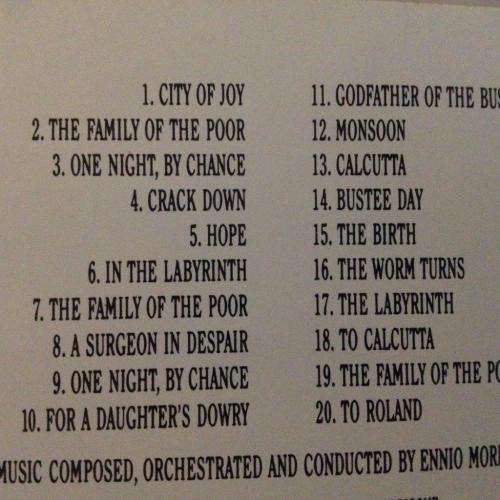 1. CITY OF JOY
2. THE FAMILY OF THE POOR
3. ONE NIGHT, BY CHANCE
4. CRACK DOWN
5. HOPE
6. IN THE LABYRINTH
7. THE FAMILY OF THE POOR
8. A SURGEON IN DESPAIR
9. ONE NIGHT, BY CHANCE
10. FOR A DAUGHTER'S DOWRY
11. GODFATHER OF THE BUS
12. MONSOON
13. CALCUTTA
14. BUSTEE DAY
15. THE BIRTH
16. THE WORM TURNS
17. THE LABYRINTH
18. TO CALCUTTA
19. THE FAMILY OF THE PO
20. TO ROLAND
MUSIC COMPOSED, ORCHESTRATED AND CONDUCTED BY ENNIO MOR